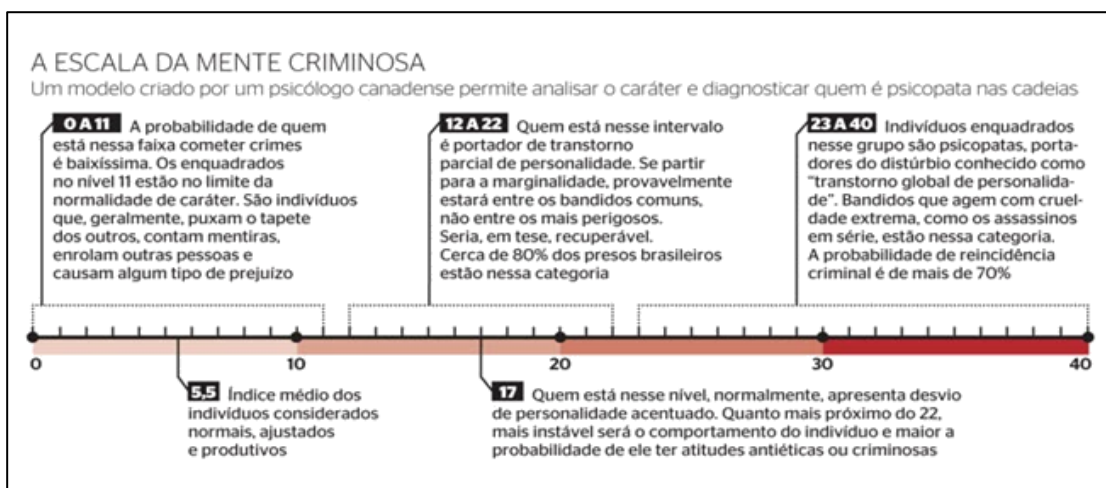 A ESCALA DA MENTE CRIMINOSA
Um modelo criado por um psicólogo canadense permite analisar o caráter e diagnosticar quem é psicopata nas cadeias
0 A 11 A probabilidade de quem
está nessa faixa cometer crimes
é baixíssima. Os enquadrados
no nível 11 estão no limite da
normalidade de caráter. São indivíduos
que, geralmente, puxam o tapete
dos outros, contam mentiras,
enrolam outras pessoas e
causam algum tipo de prejuízo
12 A 22 Quem está nesse intervalo
é portador de transtorno
parcial de personalidade. Se partir
para a marginalidade, provavelmente
estará entre os bandidos comuns,
não entre os mais perigosos.
Seria, em tese, recuperável.
Cerca de 80% dos presos brasileiros
estão nessa categoria
23 A 40 Indivíduos enquadrados
nesse grupo são psicopatas, porta-
dores do distúrbio conhecido como
"transtorno global de personalida-
de". Bandidos que agem com cruel-
dade extrema, como os assassinos
em série, estão nessa categoria.
A probabilidade de reincidência
criminal é de mais de 70%
0 10 20 30 40
5,5 Índice médio dos
indivíduos considerados
normais, ajustados
e produtivos
17 Quem está nesse nível, normalmente, apresenta desvio
de personalidade acentuado. Quanto mais próximo do 22,
mais instável será o comportamento do indivíduo e maior a
probabilidade de ele ter atitudes antiéticas ou criminosas